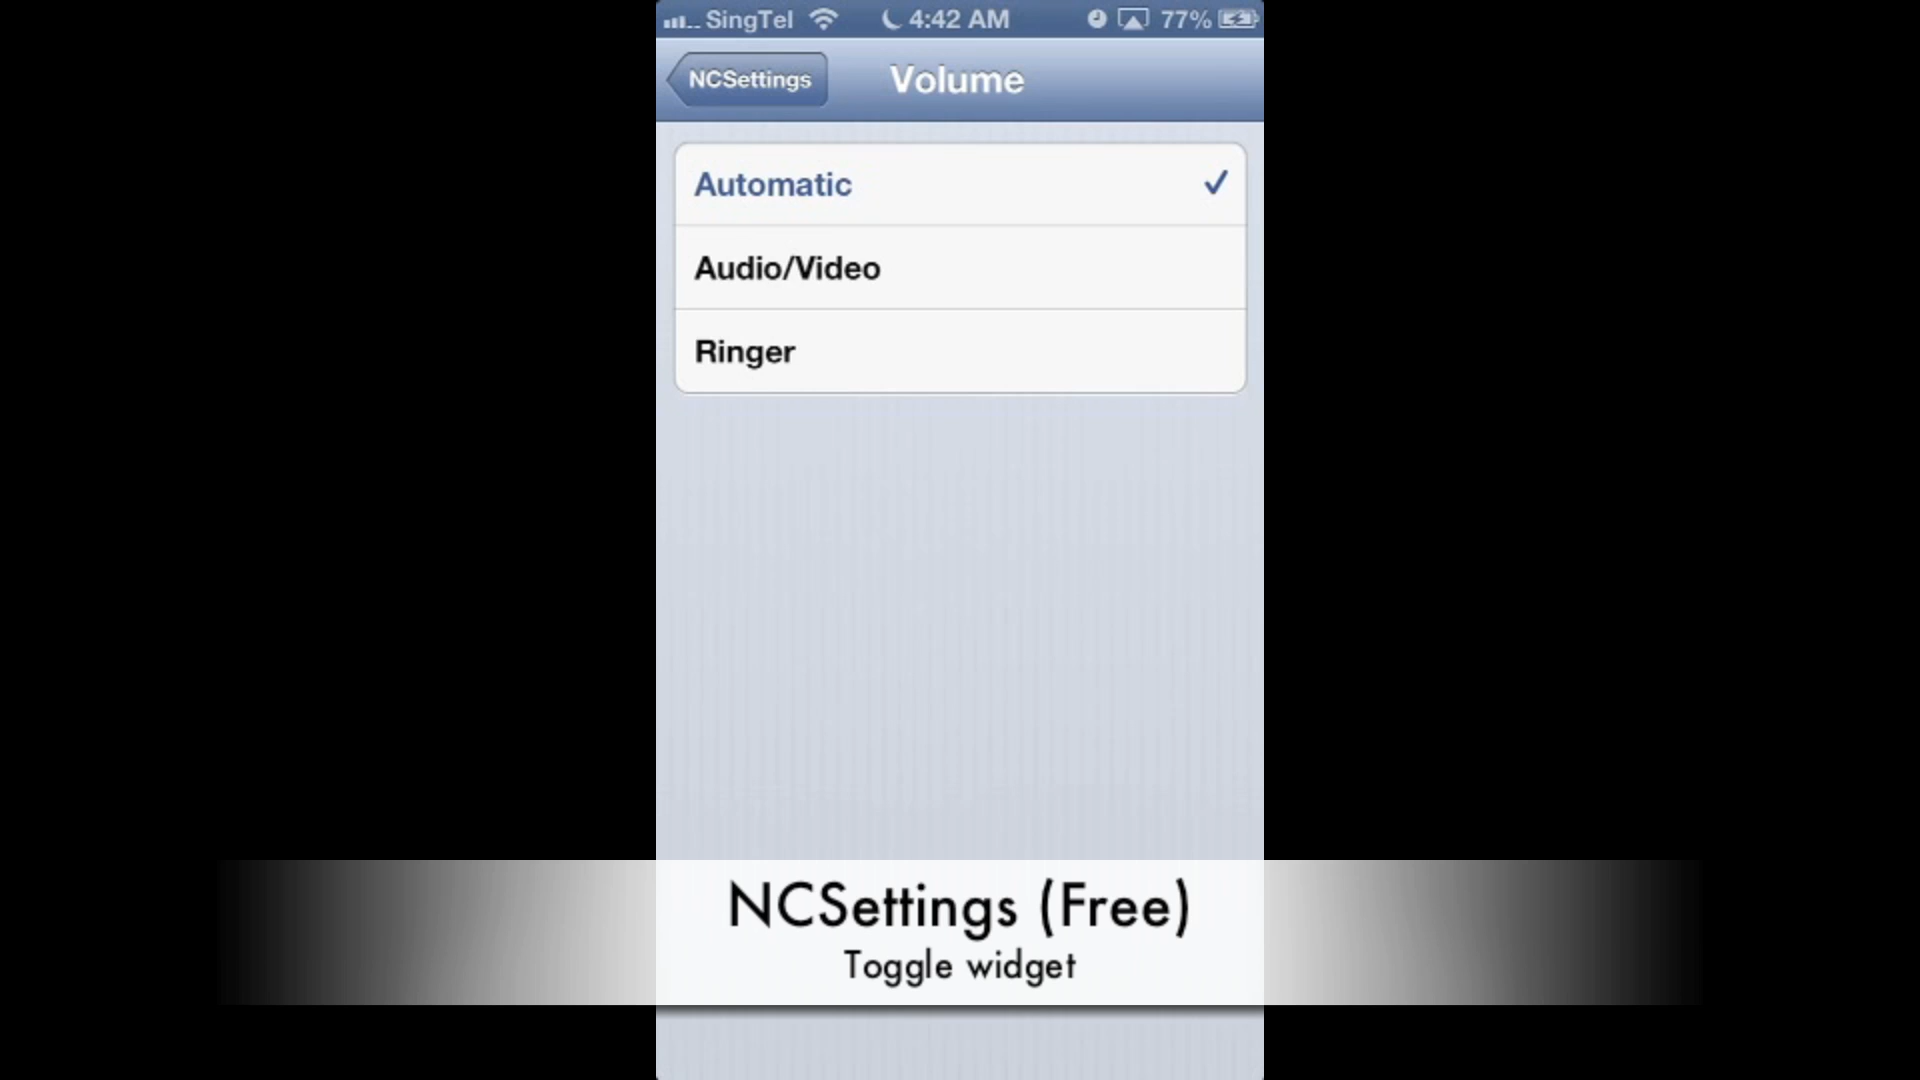 SingTel 4:42 AM 77%
NCSettings Volume
Automatic
Audio/Video
Ringer
NCSettings (Free)
Toggle widget